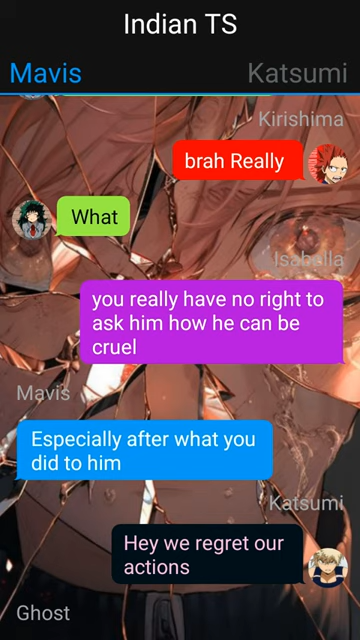 Indian TS
Mavis Katsumi
Kirishima
brah Really
What
Isabella
you really have no right to
ask him how he can be
cruel
Mavis
Especially after what you
did to him
Katsumi
Hey we regret our
actions
Ghost